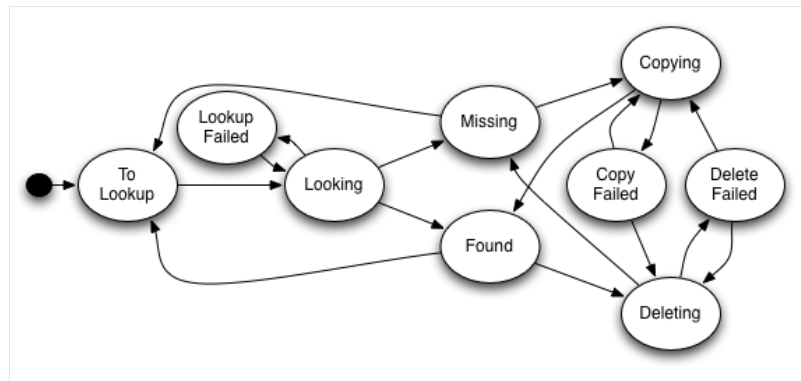 Copying
Missing
Lookup
Failed
To
Lookup
Looking
Copy
Failed
Delete
Failed
Found
Deleting